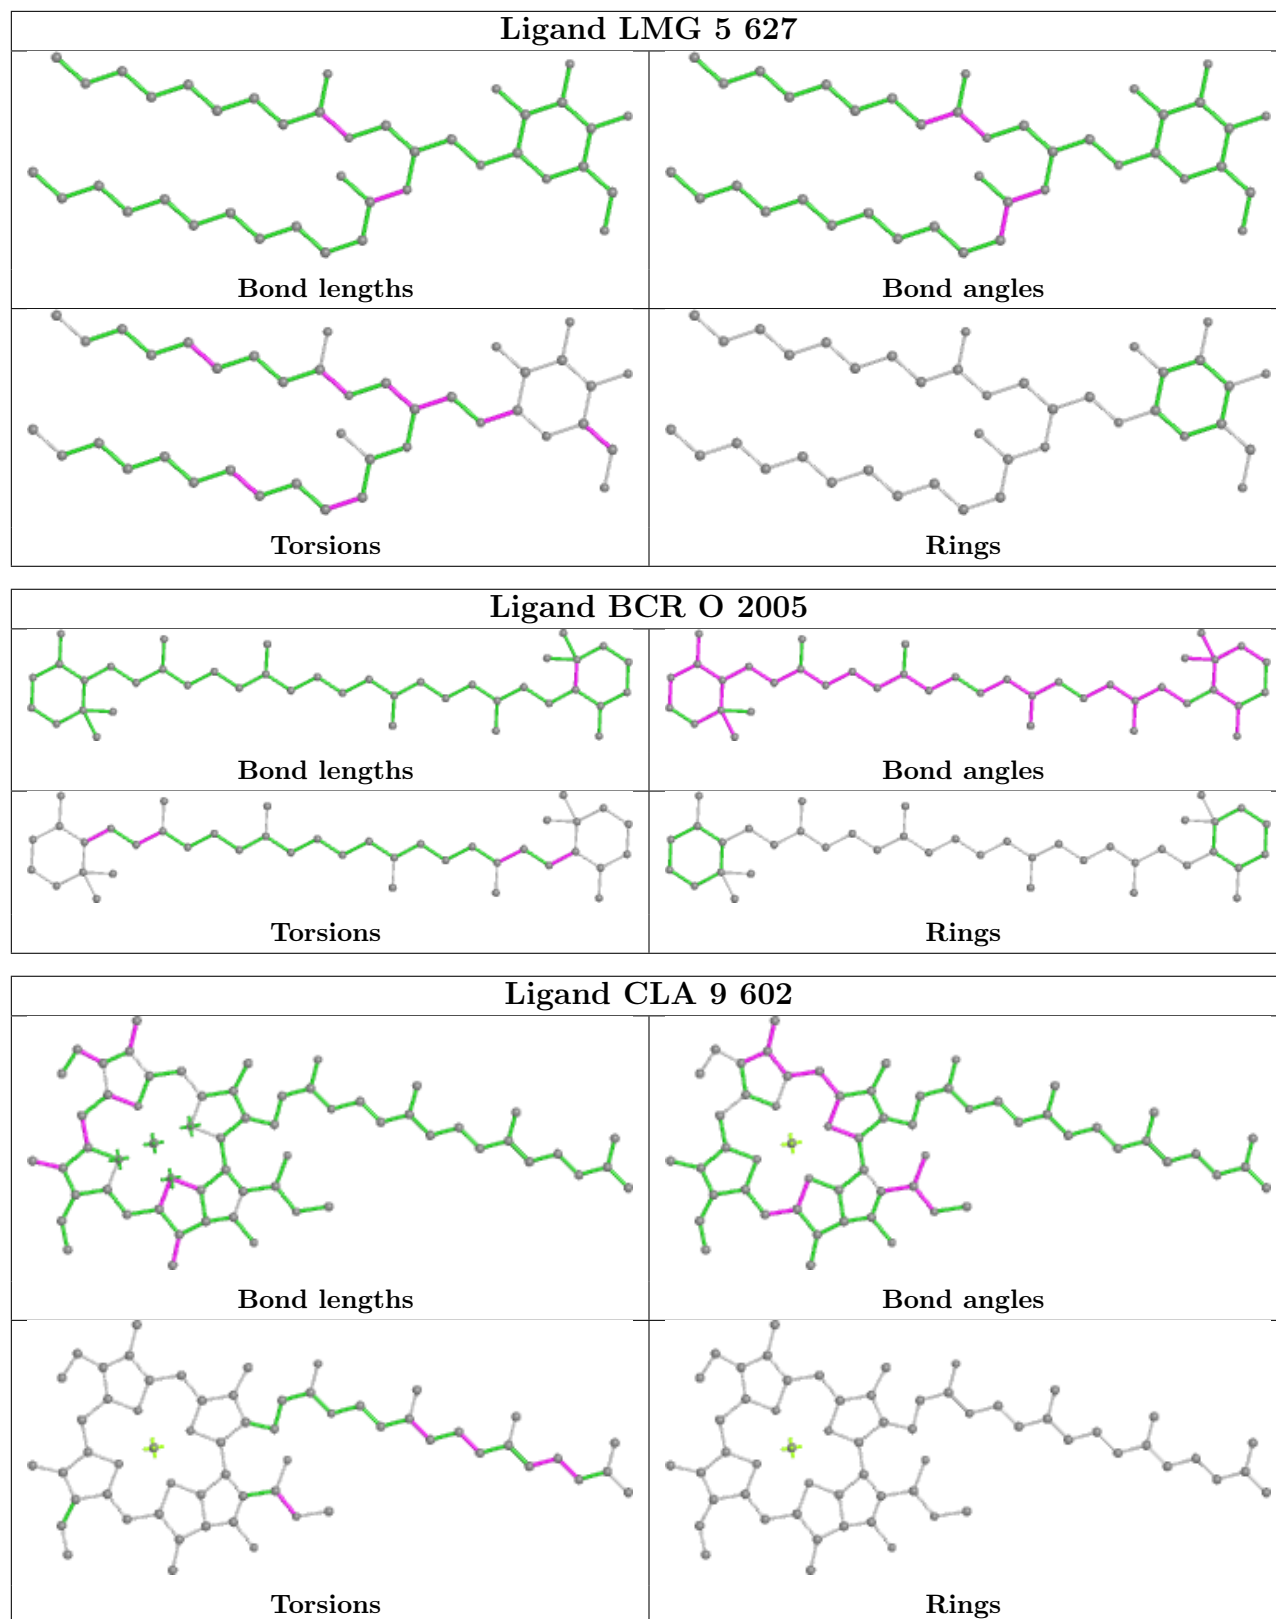 Ligand LMG 5 627
Bond lengths
Bond angles
Torsions
Rings
Ligand BCR O 2005
Bond lengths
Bond angles
Torsions
Rings
Ligand CLA 9 602
Bond lengths
Bond angles
Torsions
Rings